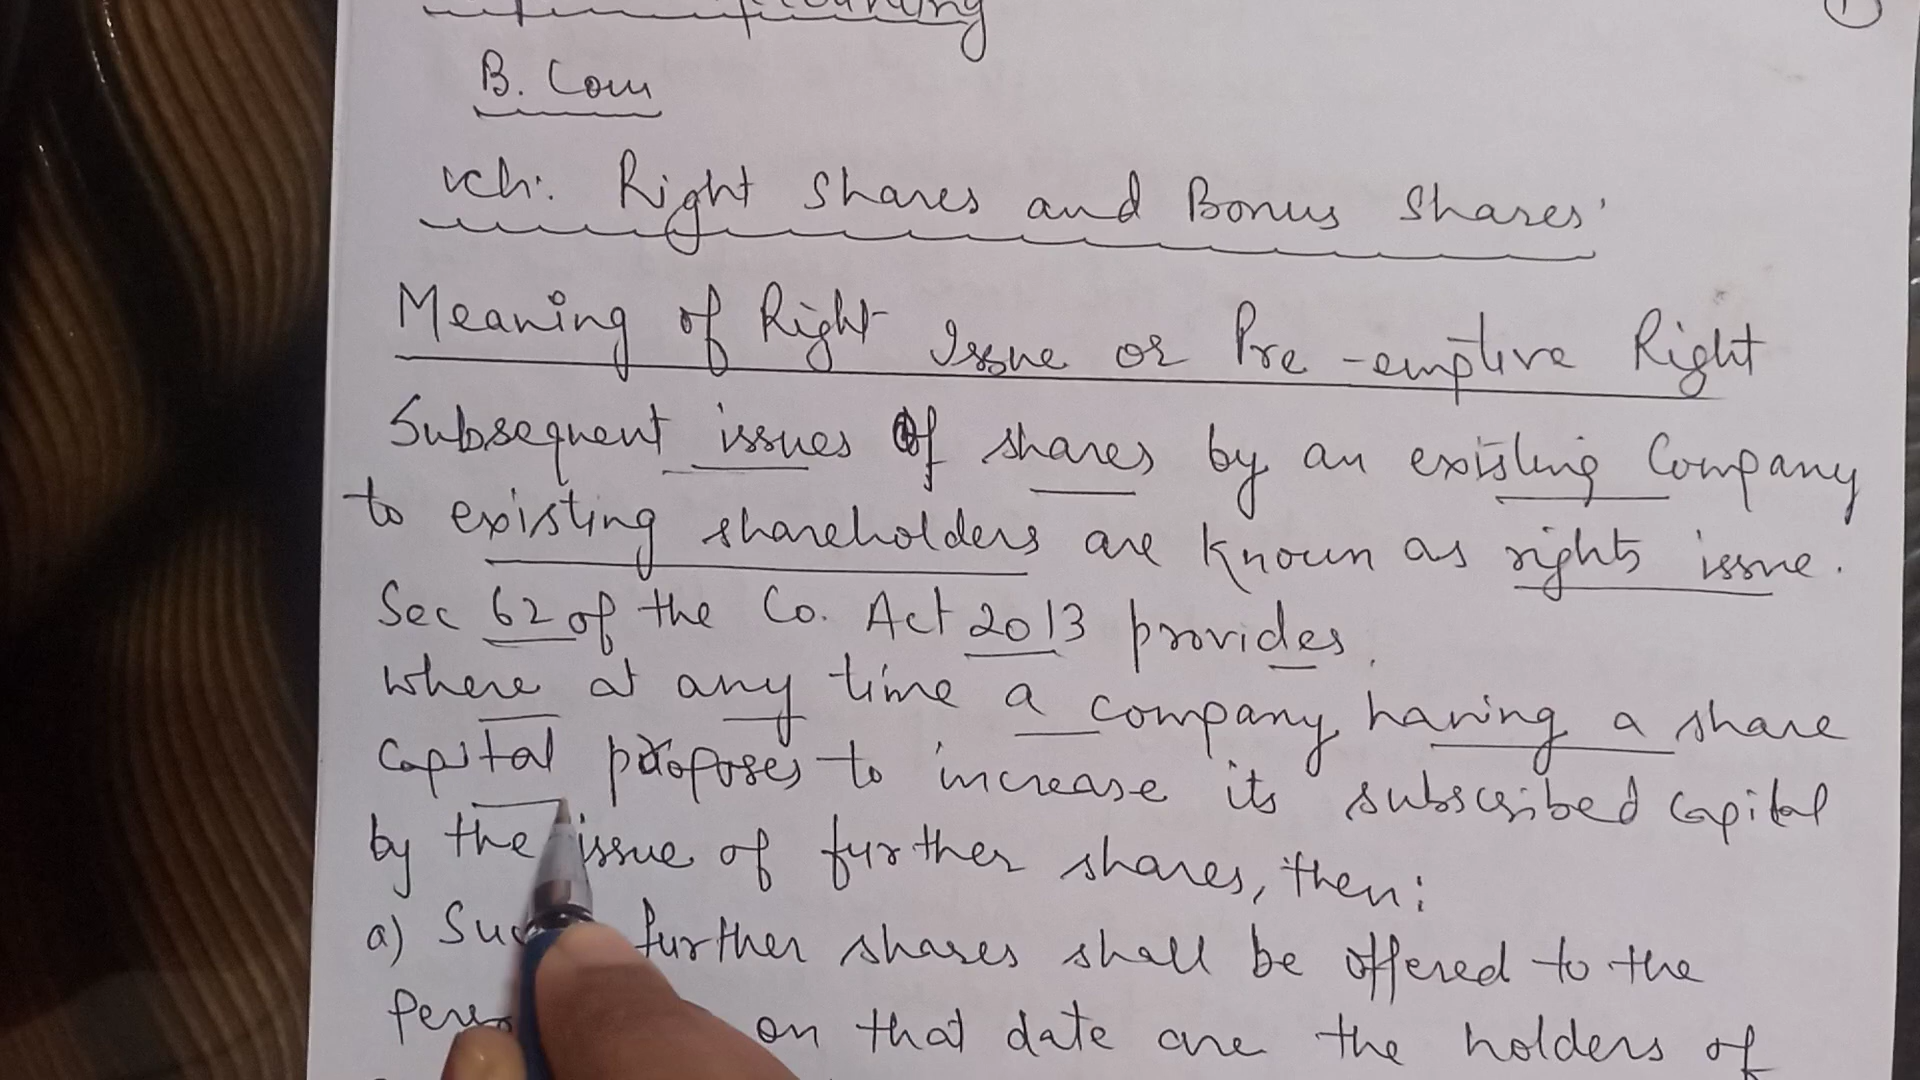 B. Com
ch: Right Shares and Bonus Shares
Meaning of Right Issue or Pre-emptive Right
Subsequent issues of shares by an existing Company
to existing shareholders are known as rights issue.
Sec 62 of the Co. Act 2013 provides
where at any time a company having a share
capital proposes to increase its subscribed capital
by the issue of further shares, then:
a) further shares shall be offered to the
on that date are the holders of